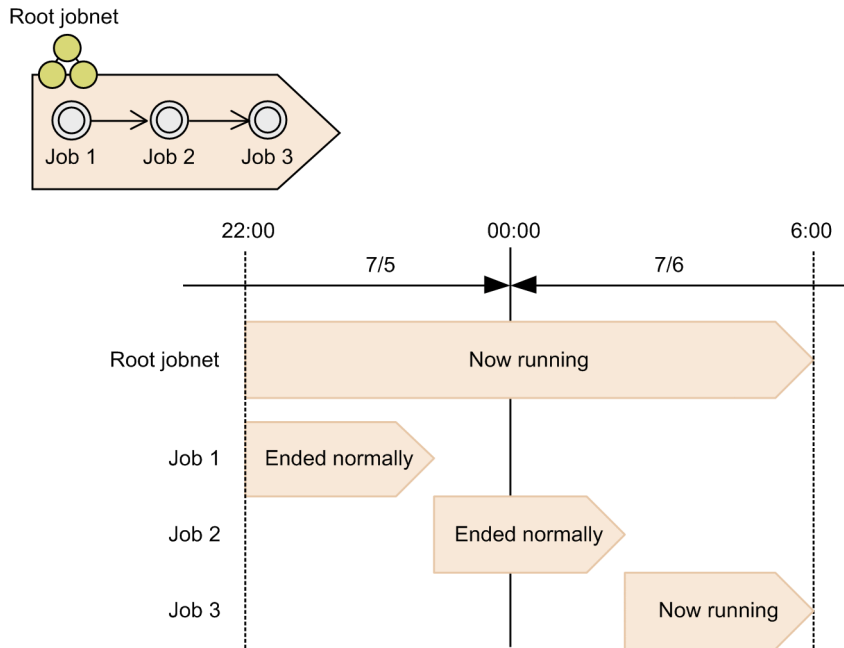 Root jobnet
Job 1
Job 2
Job 3
22:00
00:00
6:00
7/5
7/6
Root jobnet
Now running
Job 1
Ended normally
Job 2
Ended normally
Job 3
Now running